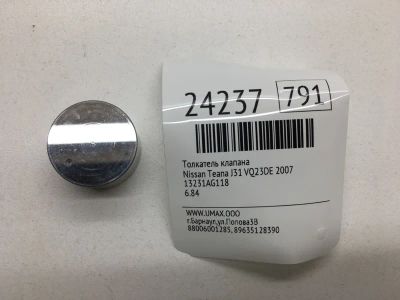 24237 791
Толкатель клапана
Nissan Teana J31 VQ23DE 2007
13231AG118
6.84
WWW.UMAX.OOO
г.Барнаул,ул.Попова3В
88006001285, 89635128390